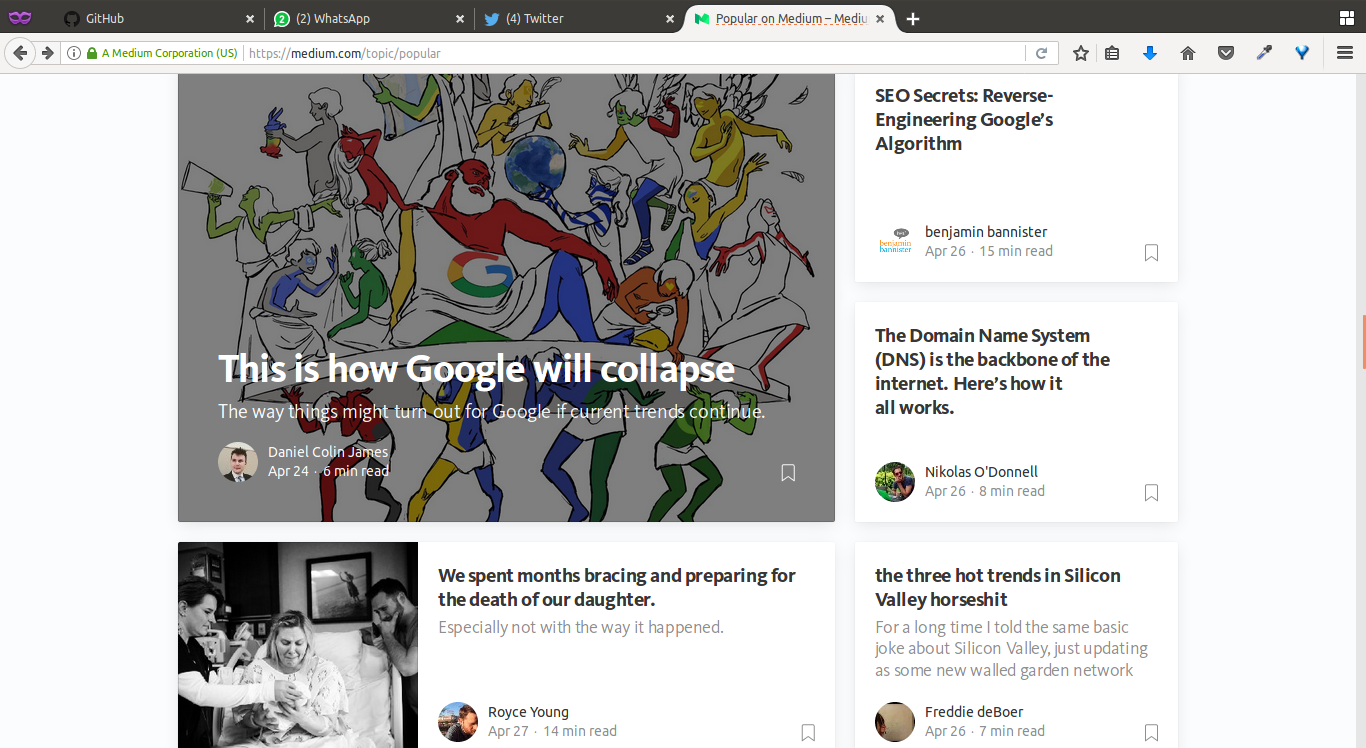 GitHub
(2) WhatsApp
(4) Twitter
Popular on Medium – Mediu
A Medium Corporation (US)
https://medium.com/topic/popular
This is how Google will collapse
The way things might turn out for Google if current trends continue.
Daniel Colin James
Apr 24 · 6 min read
SEO Secrets: Reverse-
Engineering Google's
Algorithm
benjamin
bannister
benjamin bannister
Apr 26 · 15 min read
The Domain Name System
(DNS) is the backbone of the
internet. Here's how it
all works.
Nikolas O'Donnell
Apr 26 · 8 min read
We spent months bracing and preparing for
the death of our daughter.
Especially not with the way it happened.
Royce Young
Apr 27 · 14 min read
the three hot trends in Silicon
Valley horseshit
For a long time I told the same basic
joke about Silicon Valley, just updating
as some new walled garden network
Freddie deBoer
Apr 26 · 7 min read